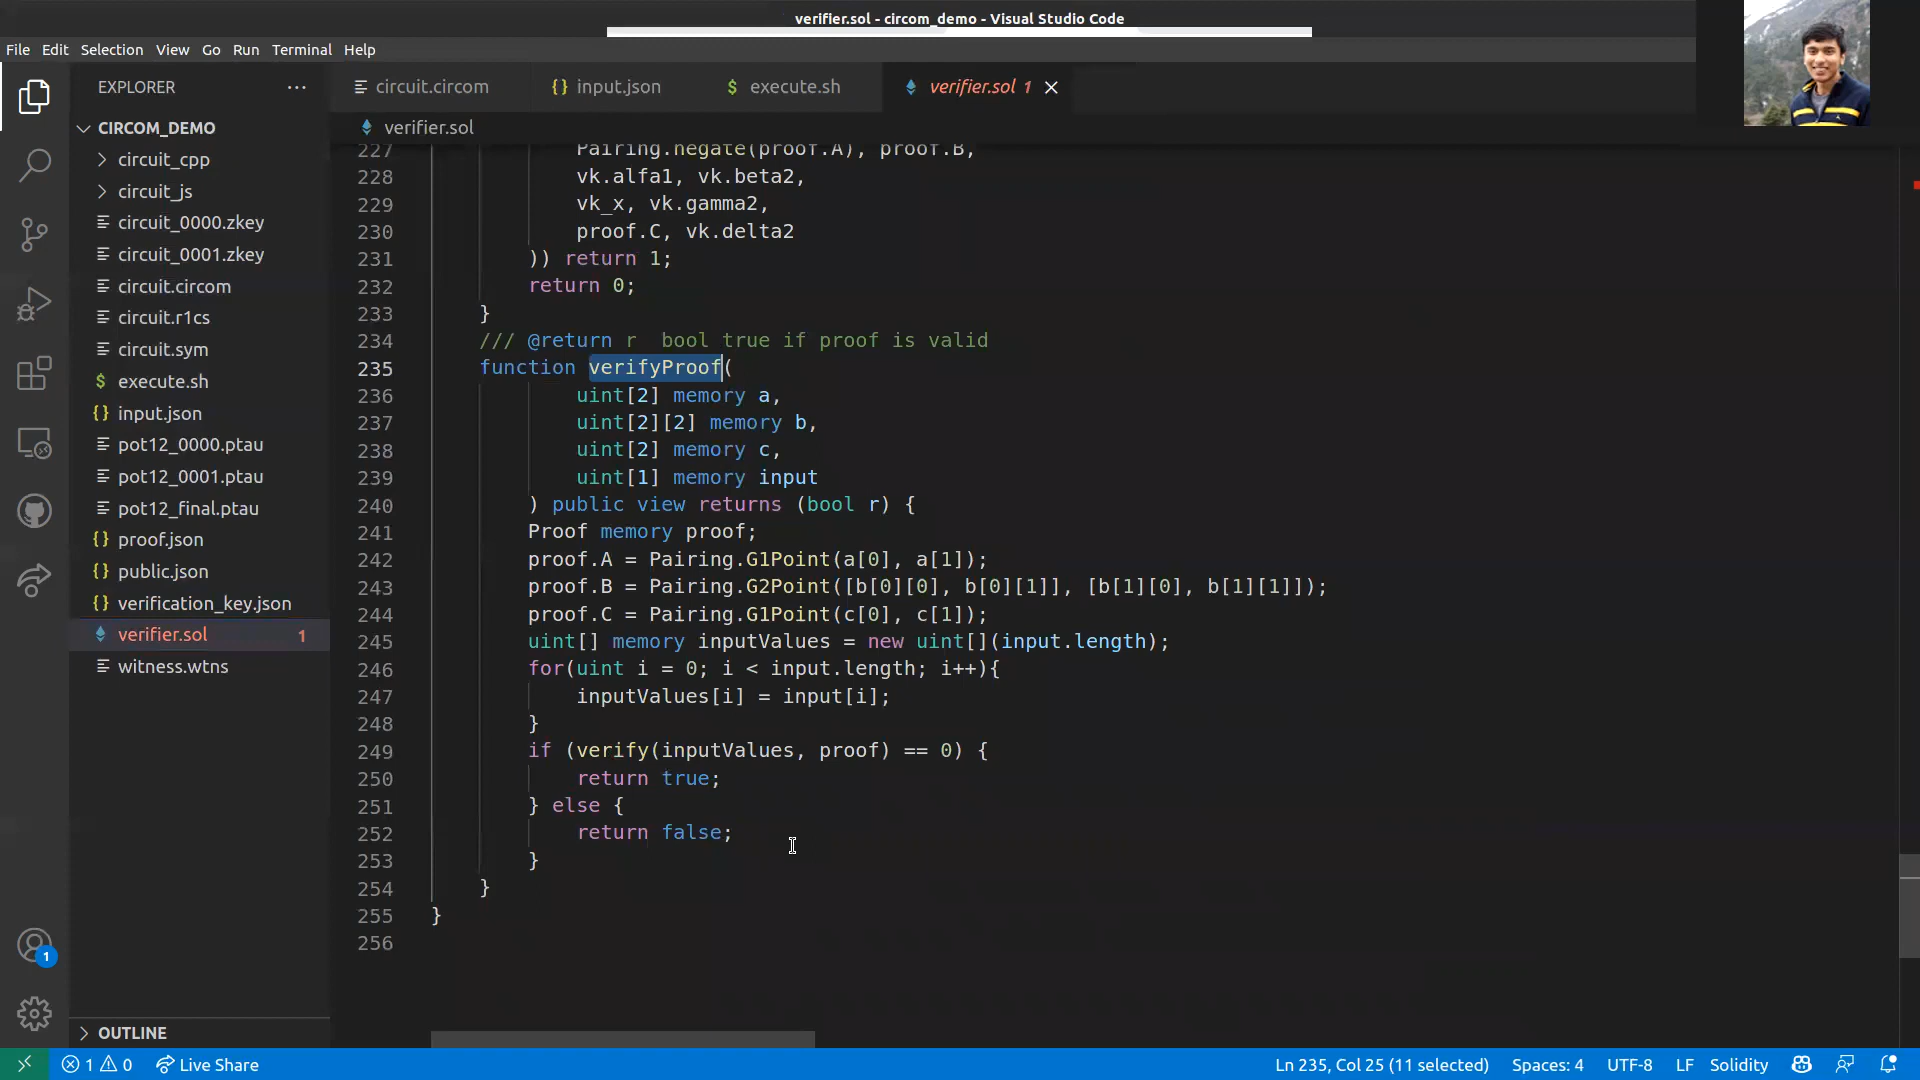 verifier.sol - circom_demo - Visual Studio Code
File Edit Selection View Go Run Terminal Help
EXPLORER
circuit.circom
{} input.json
$ execute.sh
verifier.sol 1
CIRCOM_DEMO
verifier.sol
circuit_cpp
circuit_js
circuit_0000.zkey
circuit_0001.zkey
circuit.circom
circuit.r1cs
circuit.sym
$ execute.sh
{} input.json
pot12_0000.ptau
pot12_0001.ptau
pot12_final.ptau
{} proof.json
{} public.json
{} verification_key.json
verifier.sol 1
witness.wtns
OUTLINE
227 Pairing.negate(proof.A), proof.B,
228 vk.alfa1, vk.beta2,
229 vk_x, vk.gamma2,
230 proof.C, vk.delta2
231 )) return 1;
232 return 0;
233 }
234 /// @return r  bool true if proof is valid
235 function verifyProof(
236 uint[2] memory a,
237 uint[2][2] memory b,
238 uint[2] memory c,
239 uint[1] memory input
240 ) public view returns (bool r) {
241 Proof memory proof;
242 proof.A = Pairing.G1Point(a[0], a[1]);
243 proof.B = Pairing.G2Point([b[0][0], b[0][1]], [b[1][0], b[1][1]]);
244 proof.C = Pairing.G1Point(c[0], c[1]);
245 uint[] memory inputValues = new uint[](input.length);
246 for(uint i = 0; i < input.length; i++){
247 inputValues[i] = input[i];
248 }
249 if (verify(inputValues, proof) == 0) {
250 return true;
251 } else {
252 return false;
253 }
254 }
255 }
256
1
1 0 Live Share
Ln 235, Col 25 (11 selected) Spaces: 4 UTF-8 LF Solidity